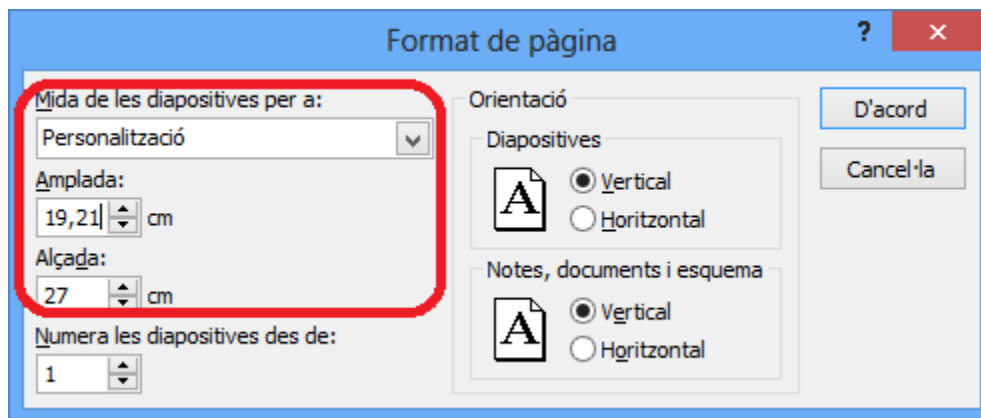 Format de pàgina
?
×
Mida de les diapositives per a:
Personalització
Amplada:
19,21 cm
Alçada:
27 cm
Numera les diapositives des de:
1
Orientació
Diapositives
A
Vertical
Horitzontal
Notes, documents i esquema
A
Vertical
Horitzontal
D'acord
Cancel·la